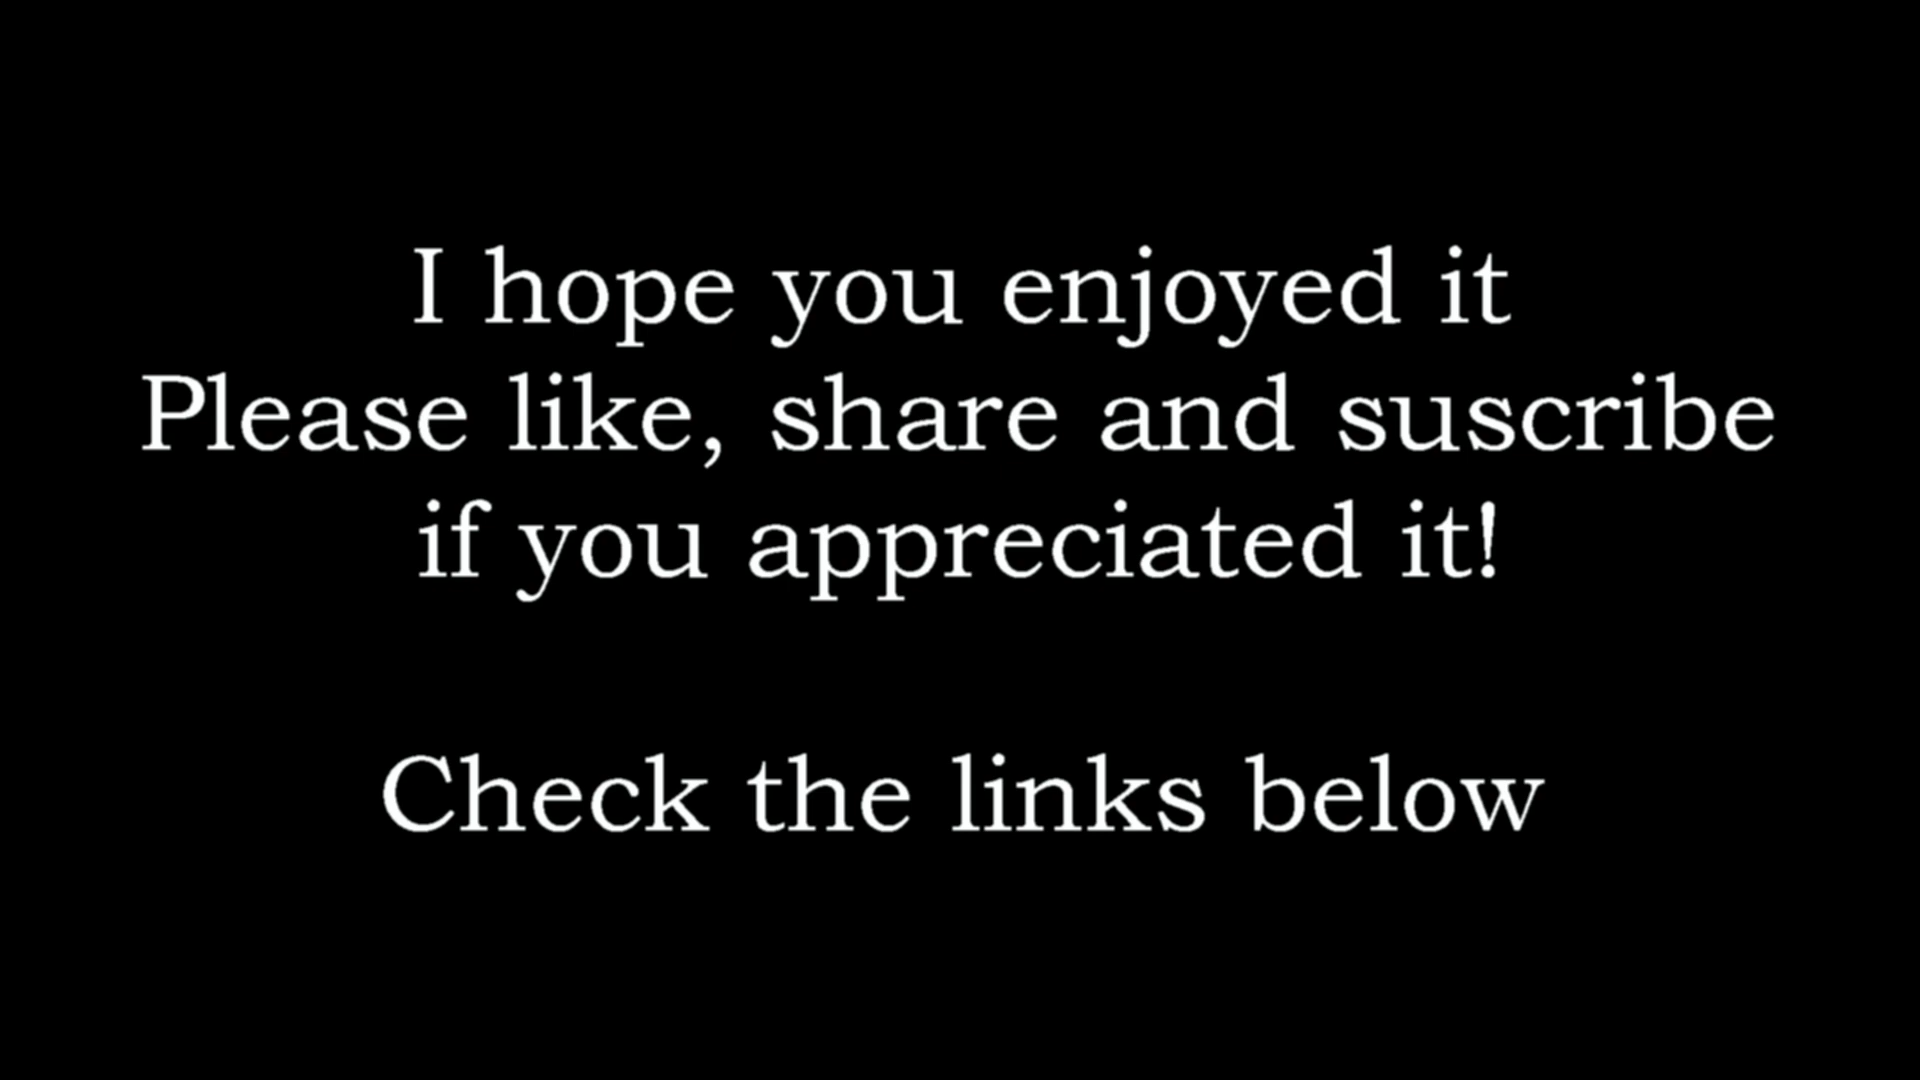 I hope you enjoyed it
Please like, share and suscribe
if you appreciated it!
Check the links below